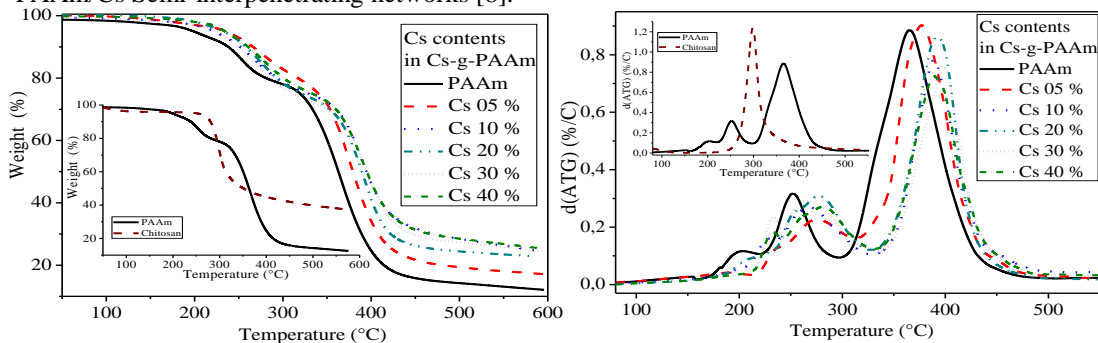 PAAm/Cs Semi-interpenetrating networks [8].
100
80
60
40
20
Weight (%)
100
200
300
400
500
600
Temperature (°C)
Cs contents
in Cs-g-PAAm
PAAm
Cs 05 %
Cs 10 %
Cs 20 %
Cs 30 %
Cs 40 %
100
80
60
40
20
Weight (%)
PAAm
Chitosan
100
200
300
400
500
600
Temperature (°C)
0.8
0.6
0.4
0.2
0.0
d(ATG) (%/C)
100
200
300
400
500
Temperature (°C)
1,2
1,0
0,8
0,6
0,4
0,2
0,0
d(ATG) (%/C)
PAAm
Chitosan
100
200
300
400
500
Temperature (°C)
Cs contents
in Cs-g-PAAm
PAAm
Cs 05 %
Cs 10 %
Cs 20 %
Cs 30 %
Cs 40 %